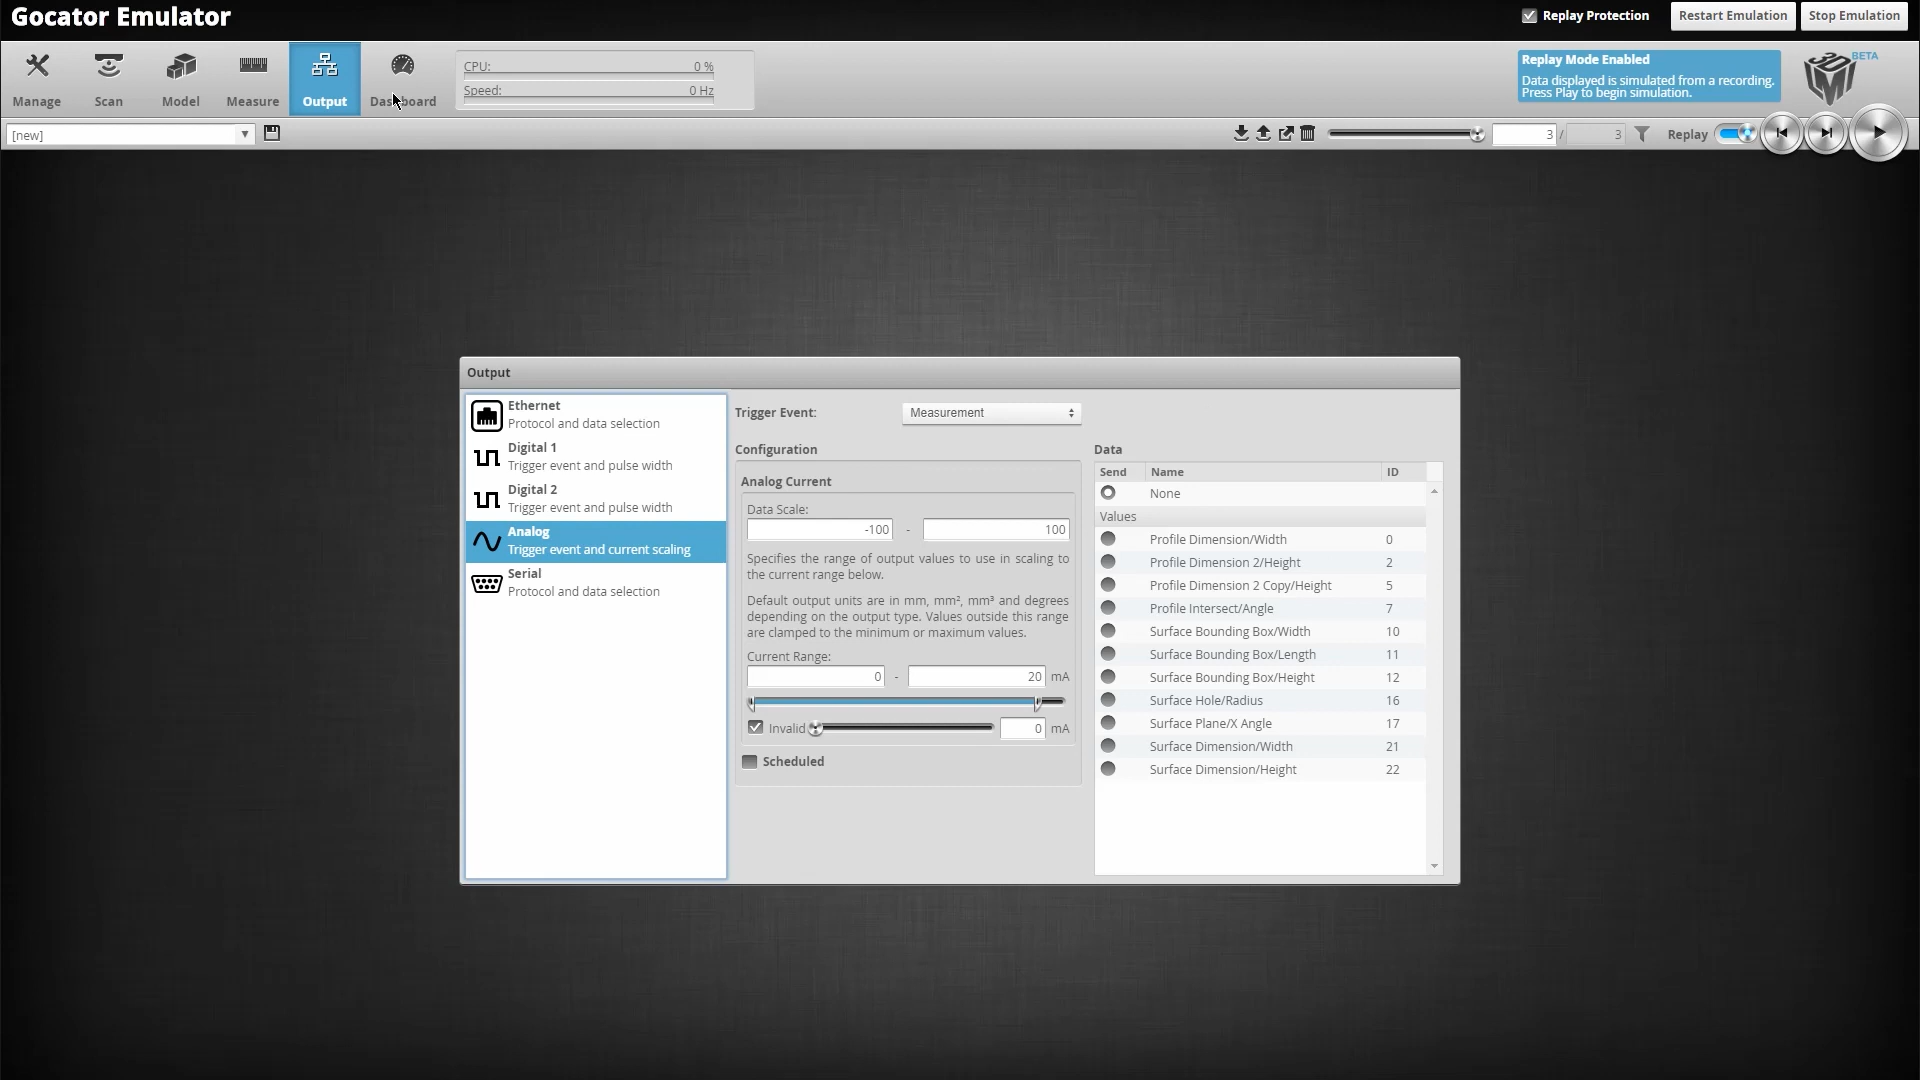 Gocator Emulator
Replay Protection
Restart Emulation
Stop Emulation
Manage
Scan
Model
Measure
Output
Dashboard
CPU: 0 %
Speed: 0 Hz
Replay Mode Enabled
Data displayed is simulated from a recording.
Press Play to begin simulation.
3D
BETA
[new]
3 / 3
Replay
Output
Ethernet
Protocol and data selection
Digital 1
Trigger event and pulse width
Digital 2
Trigger event and pulse width
Analog
Trigger event and current scaling
Serial
Protocol and data selection
Trigger Event: Measurement
Configuration
Analog Current
Data Scale:
-100 - 100
Specifies the range of output values to use in scaling to
the current range below.
Default output units are in mm, mm², mm³ and degrees
depending on the output type. Values outside this range
are clamped to the minimum or maximum values.
Current Range:
0 - 20 mA
Invalid 0 mA
Scheduled
Data
Send Name ID
None
Values
Profile Dimension/Width 0
Profile Dimension 2/Height 2
Profile Dimension 2 Copy/Height 5
Profile Intersect/Angle 7
Surface Bounding Box/Width 10
Surface Bounding Box/Length 11
Surface Bounding Box/Height 12
Surface Hole/Radius 16
Surface Plane/X Angle 17
Surface Dimension/Width 21
Surface Dimension/Height 22